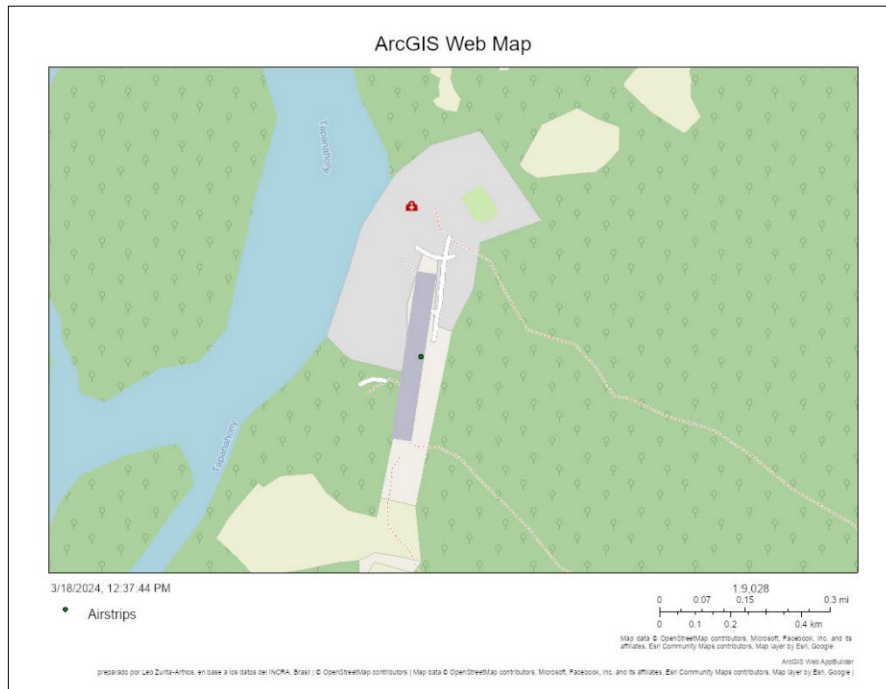 ArcGIS Web Map
Tapanahony
Tapanahony
3/18/2024, 12:37:44 PM
Airstrips
1:9,028
0 0.07 0.15 0.3 mi
0 0.1 0.2 0.4 km
Map data © OpenStreetMap contributors, Microsoft, Facebook, Inc. and its
affiliates, Esri Community Maps contributors, Map layer by Esri, Google
ArcGIS Web AppBuilder
preparado por Leo Zurita-Arthos, en base a los datos del INCRA, Brasil | © OpenStreetMap contributors | Map data © OpenStreetMap contributors, Microsoft, Facebook, Inc. and its affiliates, Esri Community Maps contributors, Map layer by Esri, Google |